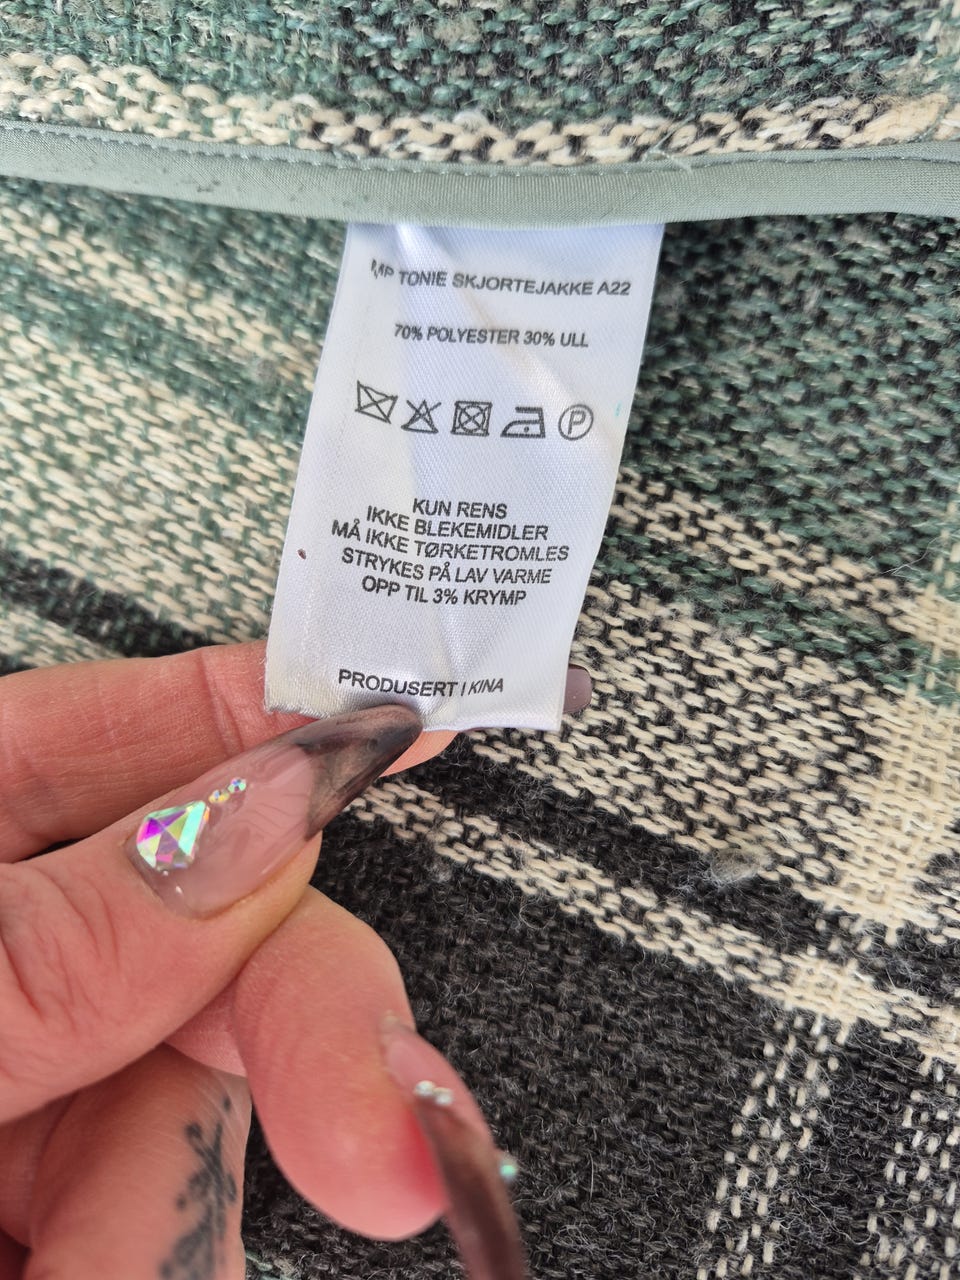 MP TONIE SKJORTEJAKKE A22
70% POLYESTER 30% ULL
P
KUN RENS
IKKE BLEKEMIDLER
MÅ IKKE TØRKETROMLES
STRYKES PÅ LAV VARME
OPP TIL 3% KRYMP
PRODUSERT I KINA